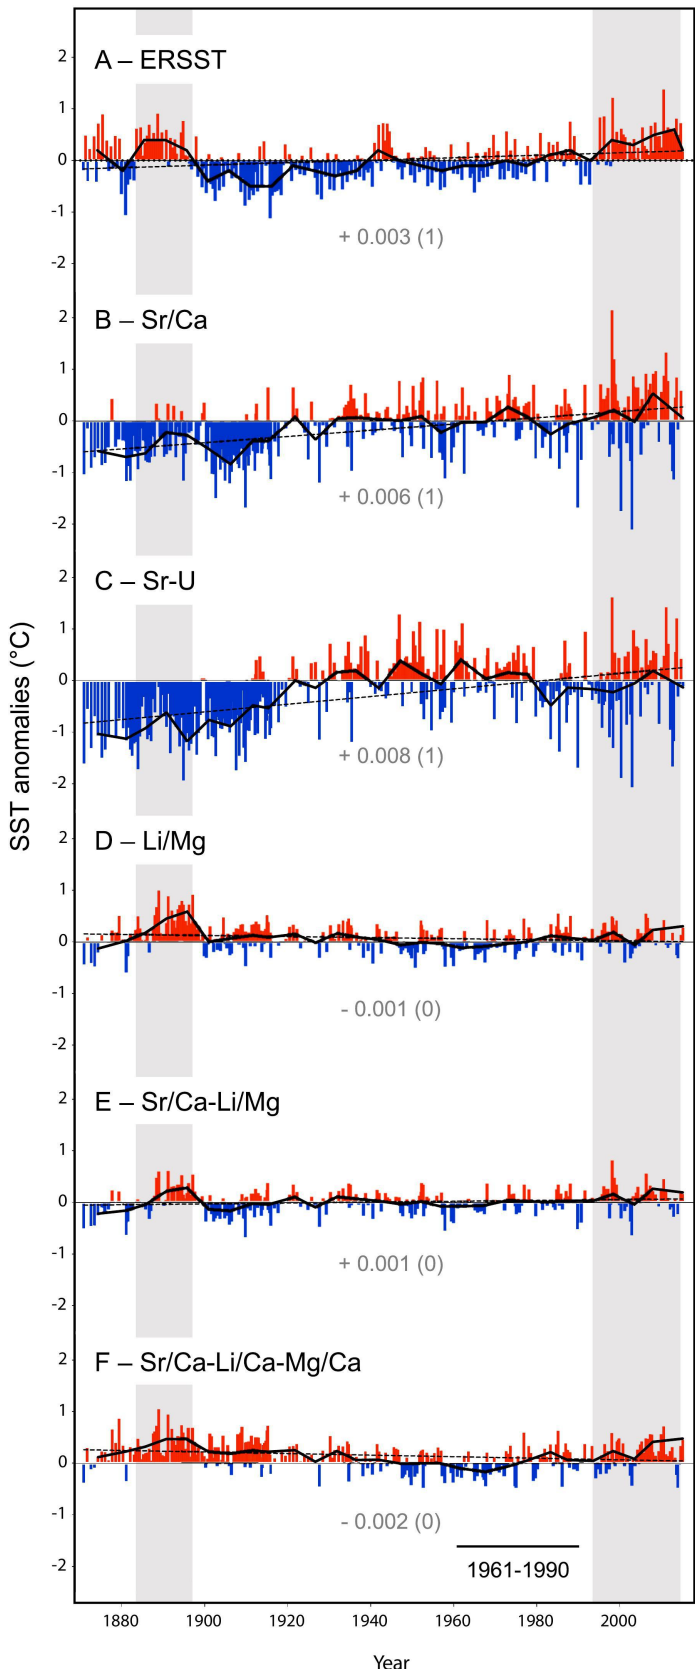 A – ERSST
2
1
0
-1
-2
+ 0.003 (1)
B – Sr/Ca
2
1
0
-1
-2
+ 0.006 (1)
C – Sr-U
2
1
0
-1
-2
+ 0.008 (1)
SST anomalies (°C)
D – Li/Mg
2
1
0
-1
-2
- 0.001 (0)
E – Sr/Ca-Li/Mg
2
1
0
-1
-2
+ 0.001 (0)
F – Sr/Ca-Li/Ca-Mg/Ca
2
1
0
-1
-2
- 0.002 (0)
1961-1990
1880 1900 1920 1940 1960 1980 2000
Year